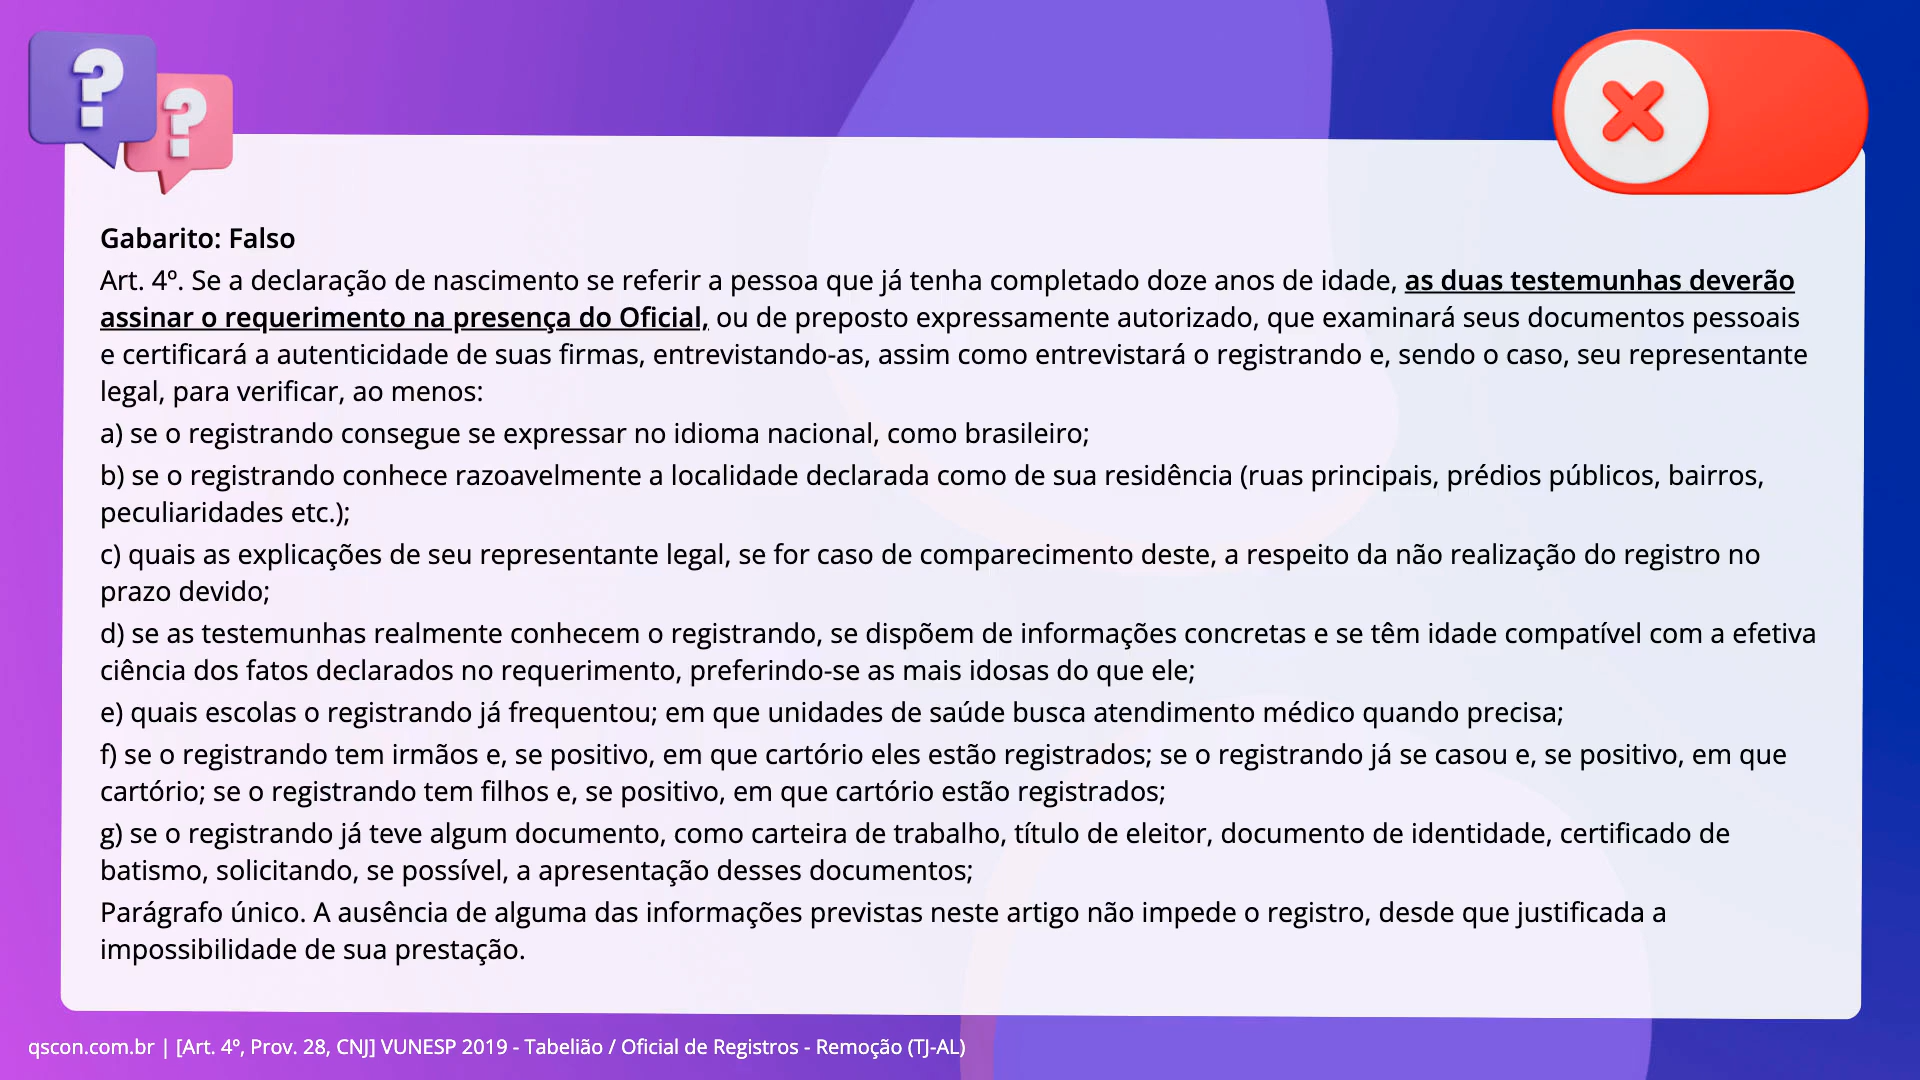 ? ?
Gabarito: Falso
Art. 4º. Se a declaração de nascimento se referir a pessoa que já tenha completado doze anos de idade, as duas testemunhas deverão
assinar o requerimento na presença do Oficial, ou de preposto expressamente autorizado, que examinará seus documentos pessoais
e certificará a autenticidade de suas firmas, entrevistando-as, assim como entrevistará o registrando e, sendo o caso, seu representante
legal, para verificar, ao menos:
a) se o registrando consegue se expressar no idioma nacional, como brasileiro;
b) se o registrando conhece razoavelmente a localidade declarada como de sua residência (ruas principais, prédios públicos, bairros,
peculiaridades etc.);
c) quais as explicações de seu representante legal, se for caso de comparecimento deste, a respeito da não realização do registro no
prazo devido;
d) se as testemunhas realmente conhecem o registrando, se dispõem de informações concretas e se têm idade compatível com a efetiva
ciência dos fatos declarados no requerimento, preferindo-se as mais idosas do que ele;
e) quais escolas o registrando já frequentou; em que unidades de saúde busca atendimento médico quando precisa;
f) se o registrando tem irmãos e, se positivo, em que cartório eles estão registrados; se o registrando já se casou e, se positivo, em que
cartório; se o registrando tem filhos e, se positivo, em que cartório estão registrados;
g) se o registrando já teve algum documento, como carteira de trabalho, título de eleitor, documento de identidade, certificado de
batismo, solicitando, se possível, a apresentação desses documentos;
Parágrafo único. A ausência de alguma das informações previstas neste artigo não impede o registro, desde que justificada a
impossibilidade de sua prestação.
qscon.com.br | [Art. 4º, Prov. 28, CNJ] VUNESP 2019 - Tabelião / Oficial de Registros - Remoção (TJ-AL)